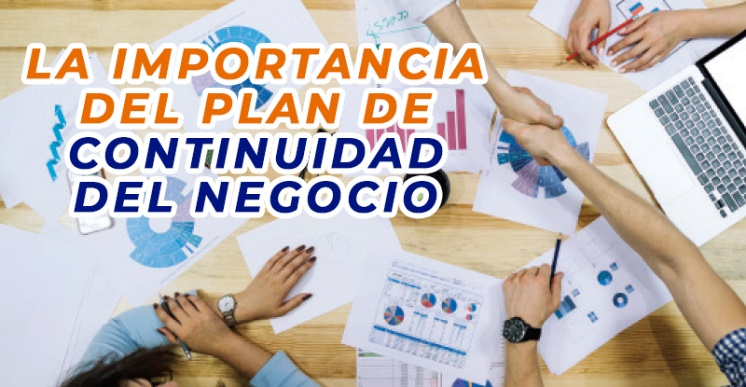 LA IMPORTANCIA
DEL PLAN DE
CONTINUIDAD
DEL NEGOCIO